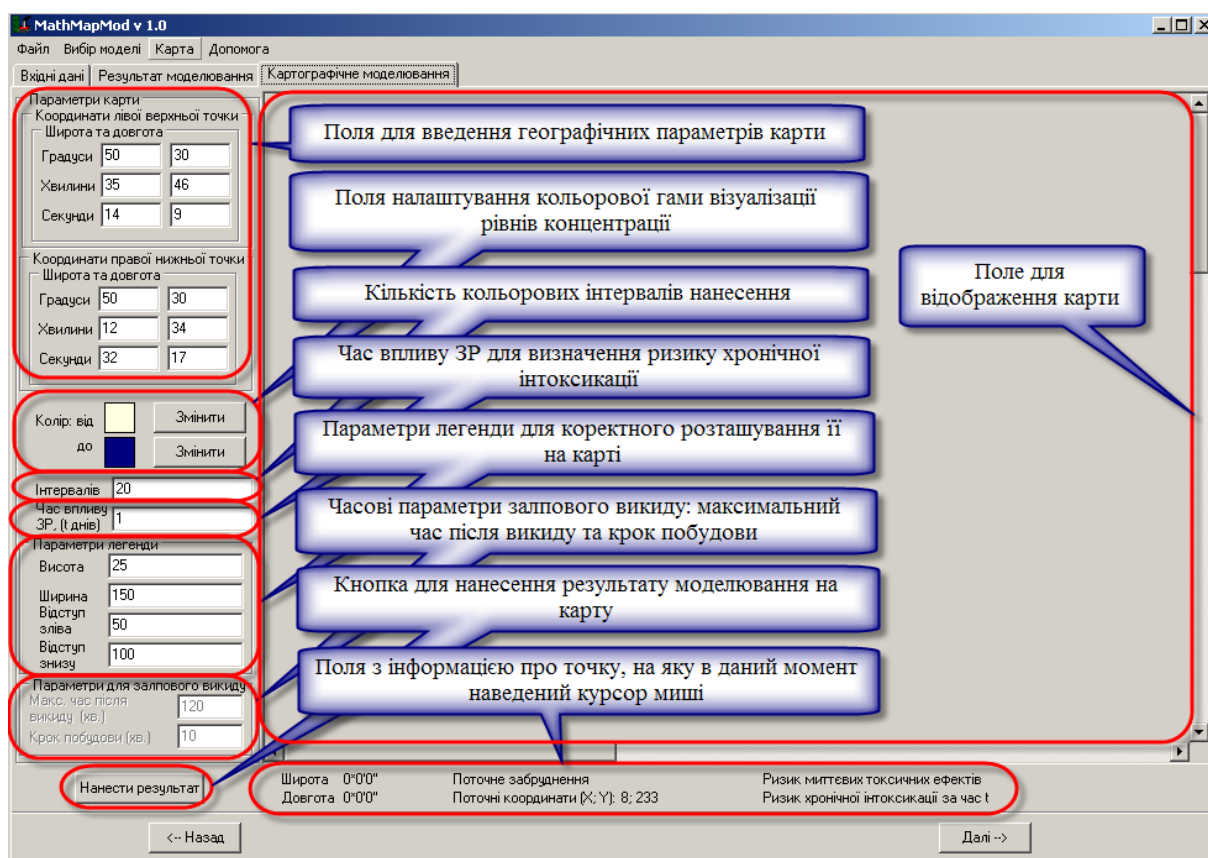 MathMapMod v 1.0
Файл Вибір моделі Карта Допомога
Вхідні дані Результат моделювання Картографічне моделювання
Параметри карти
Координати лівої верхньої точки
Широта та довгота
Градуси 50 30
Хвилини 35 46
Секунди 14 9
Координати правої нижньої точки
Широта та довгота
Градуси 50 30
Хвилини 12 34
Секунди 32 17
Колір: від Змінити
до Змінити
Інтервалів 20
Час впливу
ЗР, (t днів) 1
Параметри легенди
Висота 25
Ширина 150
Відступ
зліва 50
Відступ
знизу 100
Параметри для залпового викиду
Макс. час після
викиду (хв.) 120
Крок побудови (хв.) 10
Нанести результат
Поля для введення географічних параметрів карти
Поля налаштування кольорової гами візуалізації
рівнів концентрації
Кількість кольорових інтервалів нанесення
Час впливу ЗР для визначення ризику хронічної
інтоксикації
Параметри легенди для коректного розташування її
на карті
Часові параметри залпового викиду: максимальний
час після викиду та крок побудови
Кнопка для нанесення результату моделювання на
карту
Поля з інформацією про точку, на яку в даний момент
наведений курсор миші
Поле для
відображення карти
Широта 0°0'0" Поточне забруднення Ризик миттєвих токсичних ефектів
Довгота 0°0'0" Поточні координати (X; Y): 8; 233 Ризик хронічної інтоксикації за час t
<-- Назад Далі -->